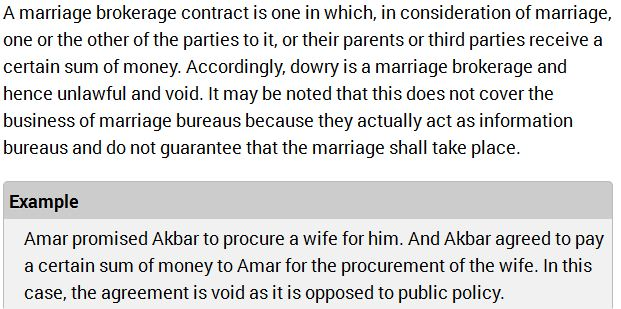 A marriage brokerage contract is one in which, in consideration of marriage,
one or the other of the parties to it, or their parents or third parties receive a
certain sum of money. Accordingly, dowry is a marriage brokerage and
hence unlawful and void. It may be noted that this does not cover the
business of marriage bureaus because they actually act as information
bureaus and do not guarantee that the marriage shall take place.
Example
Amar promised Akbar to procure a wife for him. And Akbar agreed to pay
a certain sum of money to Amar for the procurement of the wife. In this
case, the agreement is void as it is opposed to public policy.